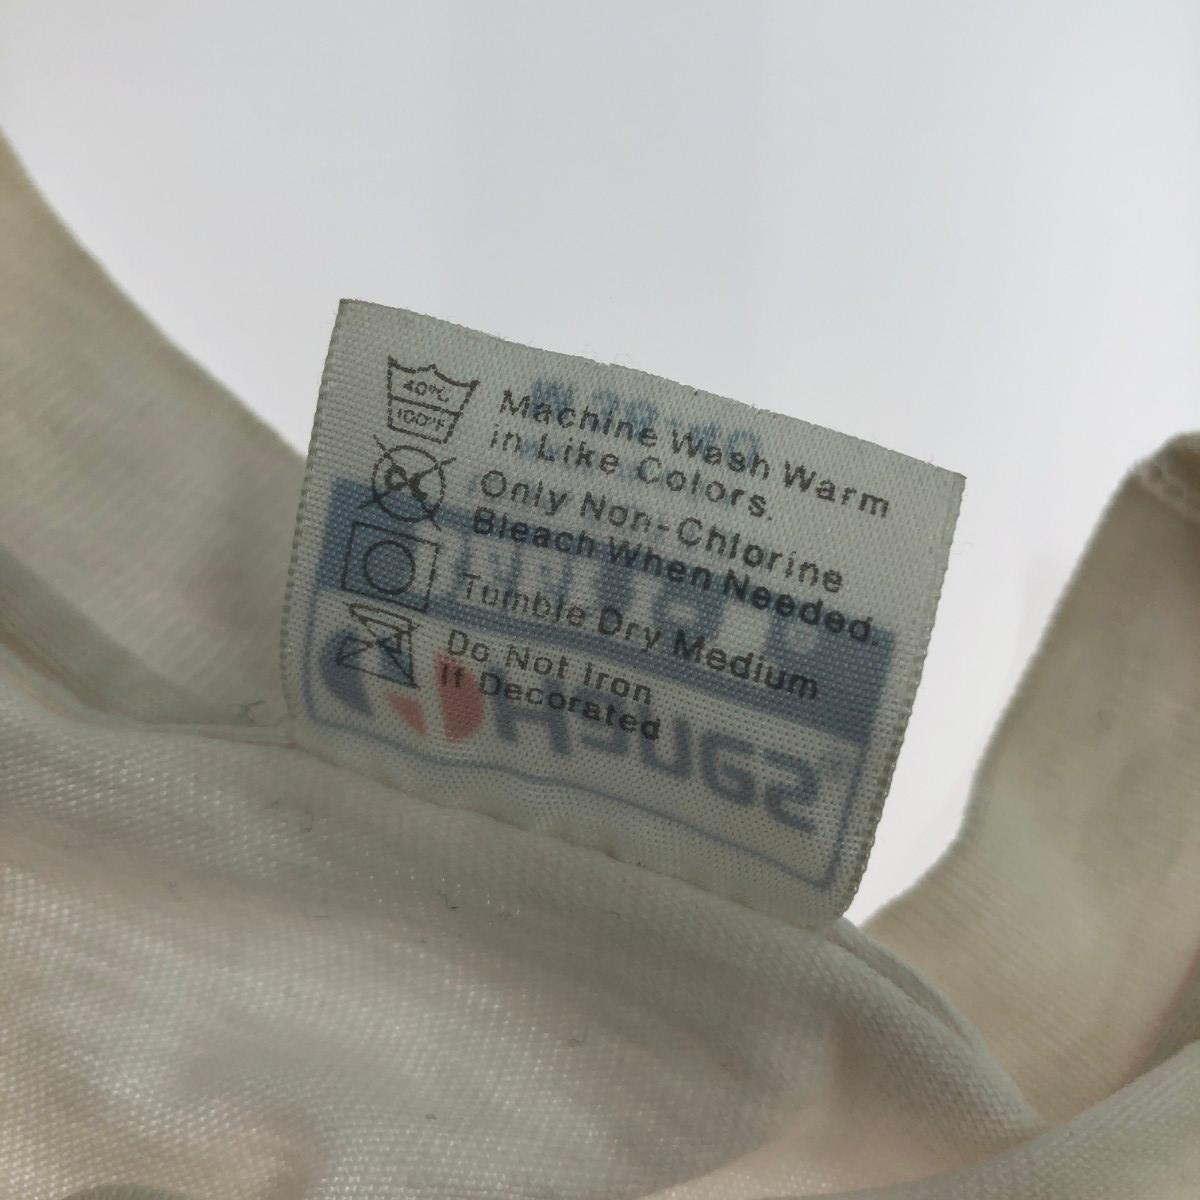 40°C
100°F
Machine Wash Warm
in Like Colors.
Only Non-Chlorine
Bleach When Needed.
Tumble Dry Medium
Do Not Iron
If Decorated